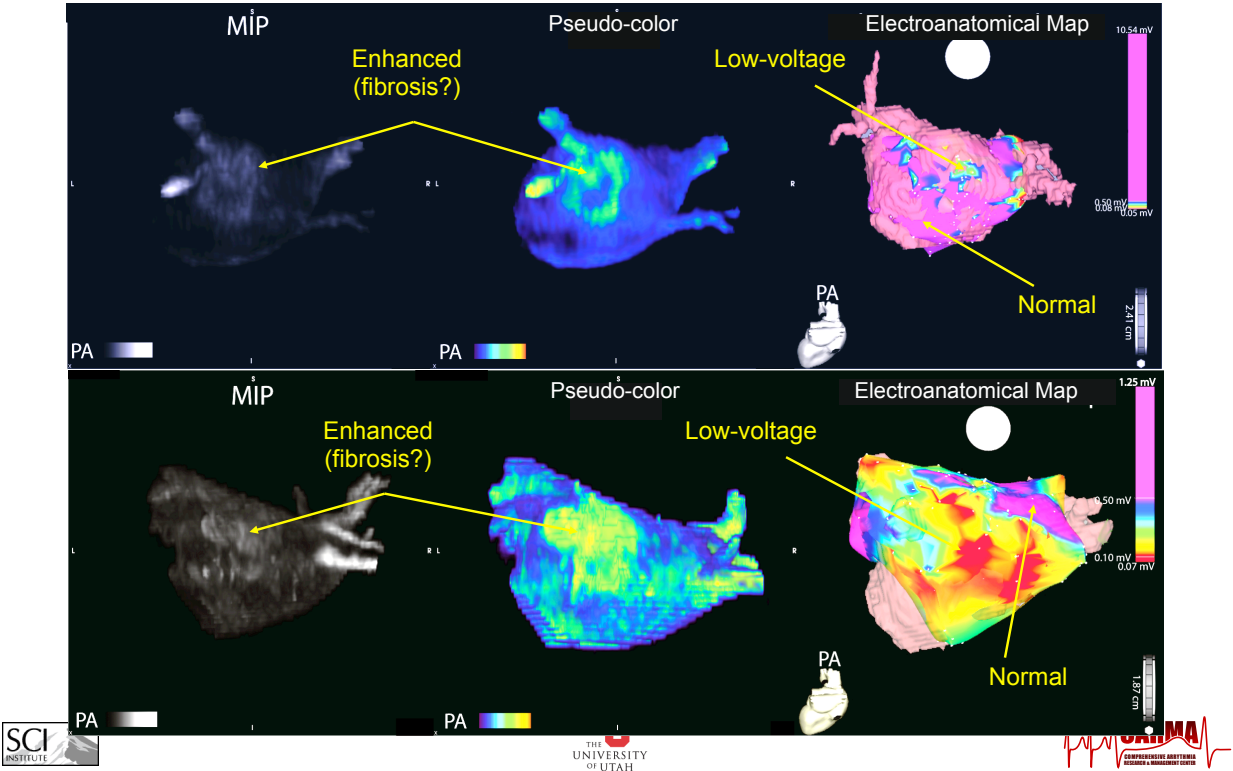 S
MIP
Pseudo-color
Electroanatomical Map
10.54 mV
Enhanced
(fibrosis?)
Low-voltage
L
R
L
R
0.50 mV
0.08 mV
0.05 mV
Normal
PA
2.41 cm
PA
PA
x
x
S
S
MIP
Pseudo-color
Electroanatomical Map
1.25 mV
Enhanced
(fibrosis?)
Low-voltage
0.50 mV
L
R
L
R
0.10 mV
0.07 mV
Normal
PA
1.87 cm
PA
PA
x
x
SCI
INSTITUTE
THE
UNIVERSITY
OF UTAH
CARMA
COMPREHENSIVE ARRYTHMIA
RESEARCH & MANAGEMENT CENTER